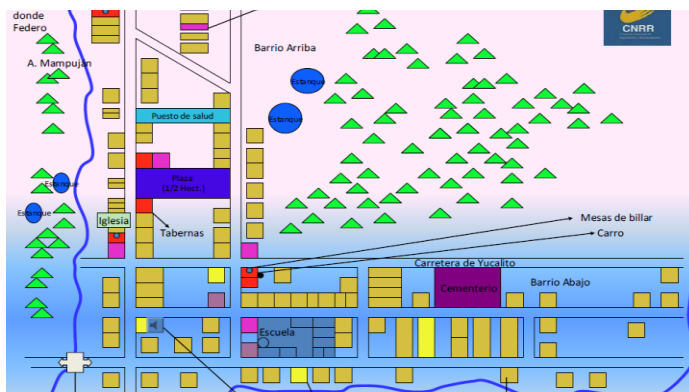 donde
Federo
A. Mampuján
Barrio Arriba
CNRR
Estanque
Estanque
Puesto de salud
Plaza
(1/2 Hect.)
Estanque
Estanque
Iglesia
Tabernas
Mesas de billar
Carro
Carretera de Yucalito
Cementerio
Barrio Abajo
Escuela